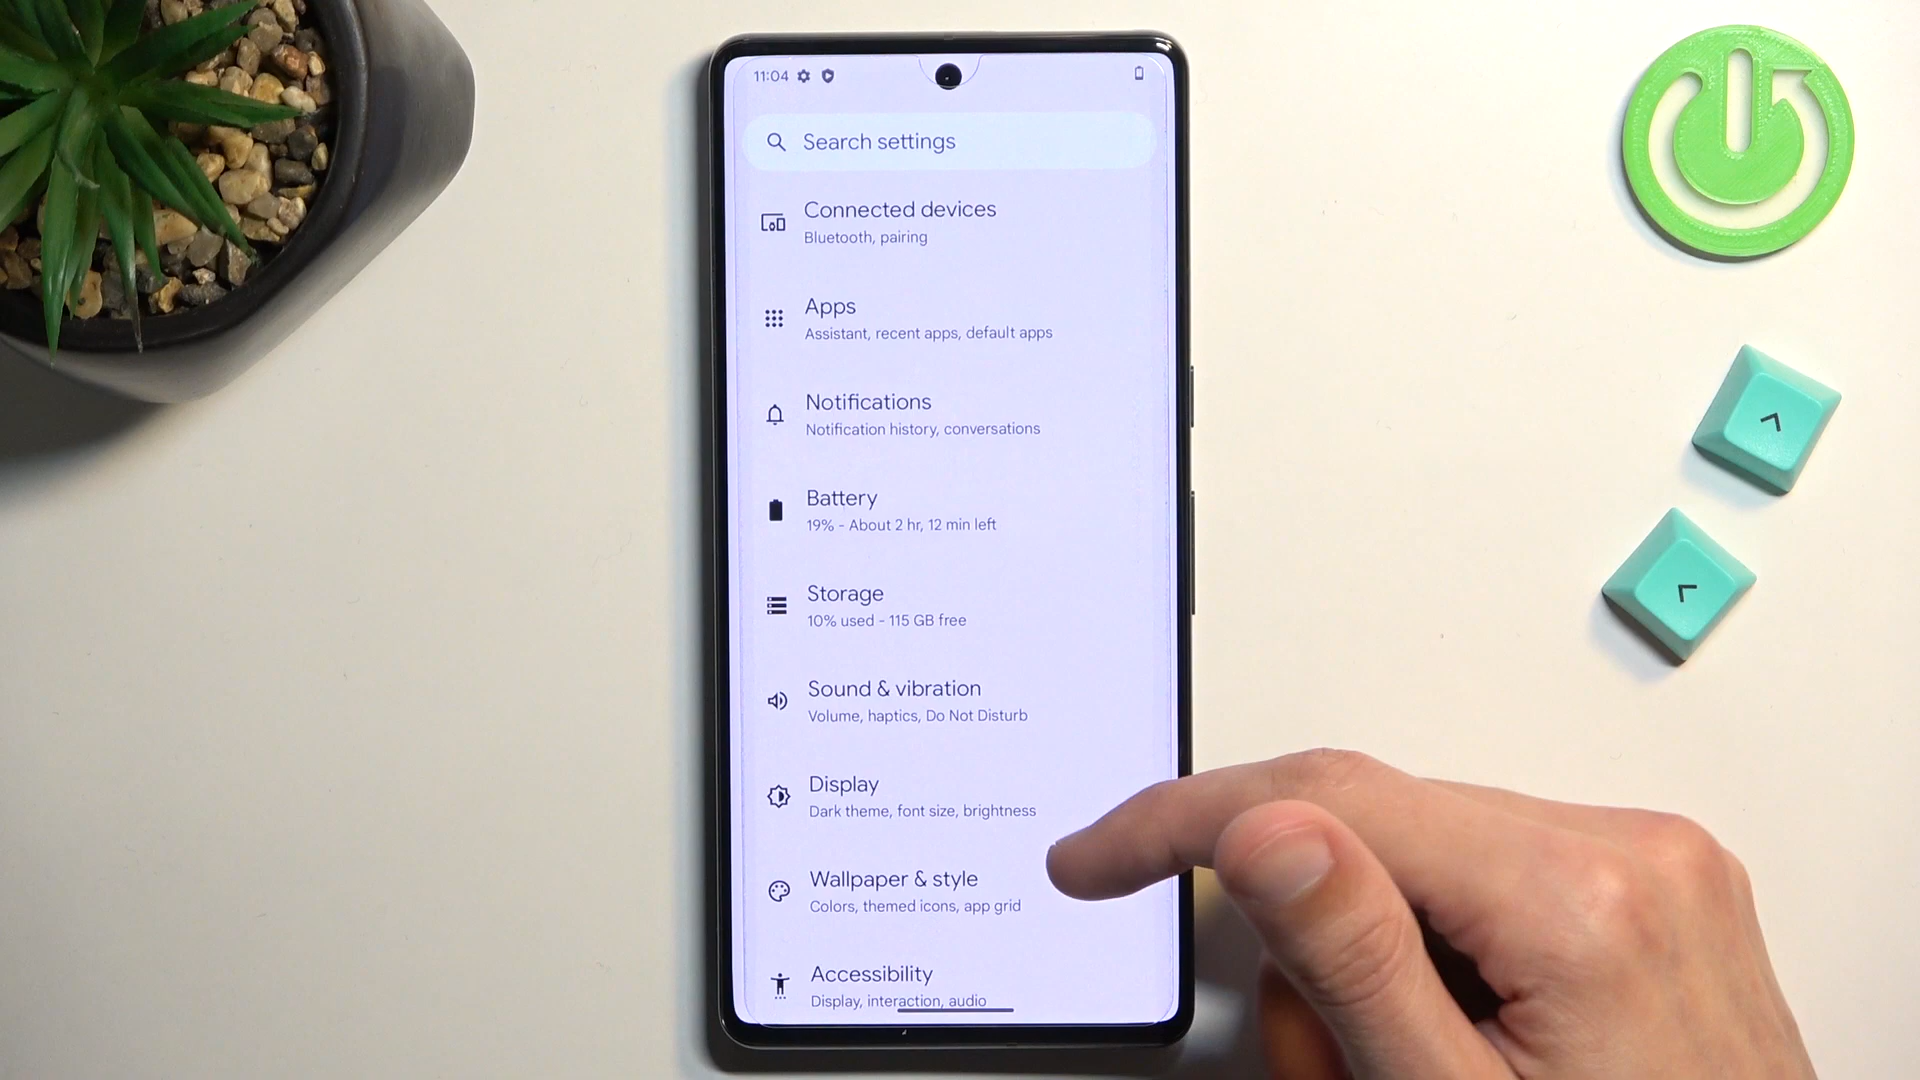 11:04
Search settings
Connected devices
Bluetooth, pairing
Apps
Assistant, recent apps, default apps
Notifications
Notification history, conversations
Battery
19% - About 2 hr, 12 min left
Storage
10% used - 115 GB free
Sound & vibration
Volume, haptics, Do Not Disturb
Display
Dark theme, font size, brightness
Wallpaper & style
Colors, themed icons, app grid
Accessibility
Display, interaction, audio